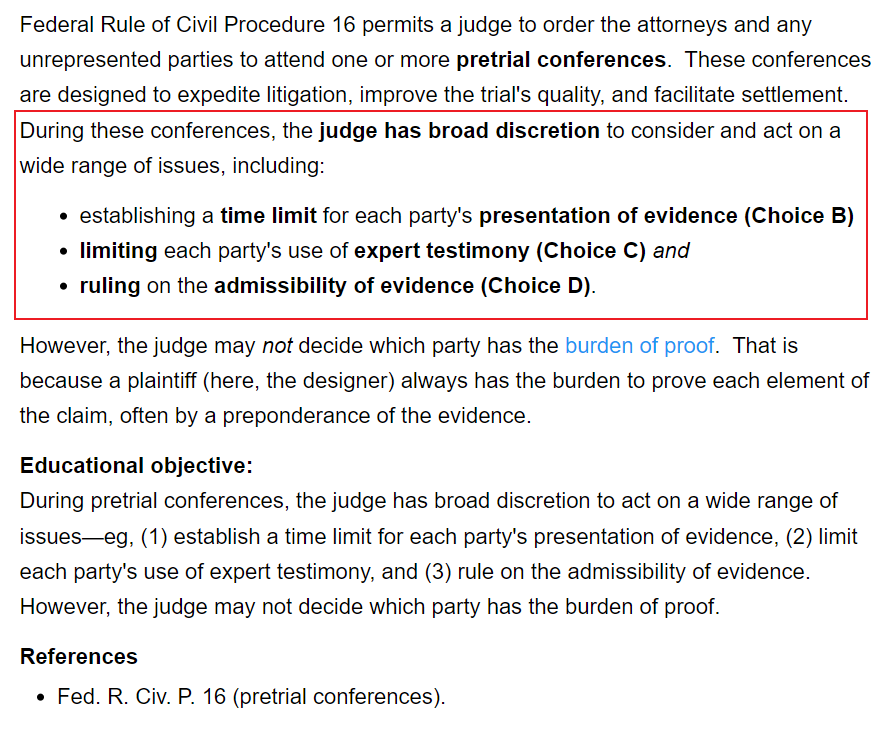 Federal Rule of Civil Procedure 16 permits a judge to order the attorneys and any
unrepresented parties to attend one or more pretrial conferences.  These conferences
are designed to expedite litigation, improve the trial's quality, and facilitate settlement.
During these conferences, the judge has broad discretion to consider and act on a
wide range of issues, including:
• establishing a time limit for each party's presentation of evidence (Choice B)
• limiting each party's use of expert testimony (Choice C) and
• ruling on the admissibility of evidence (Choice D).
However, the judge may not decide which party has the burden of proof.  That is
because a plaintiff (here, the designer) always has the burden to prove each element of
the claim, often by a preponderance of the evidence.
Educational objective:
During pretrial conferences, the judge has broad discretion to act on a wide range of
issues—eg, (1) establish a time limit for each party's presentation of evidence, (2) limit
each party's use of expert testimony, and (3) rule on the admissibility of evidence.
However, the judge may not decide which party has the burden of proof.
References
• Fed. R. Civ. P. 16 (pretrial conferences).